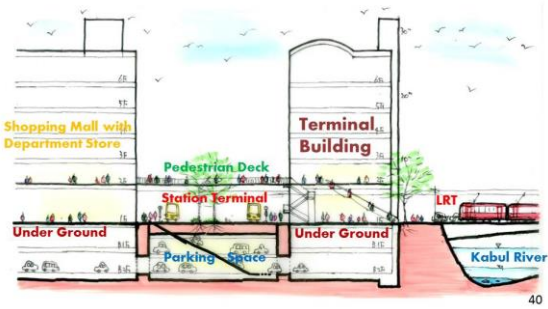 Shopping Mall with
Department Store
Terminal
Building
Pedestrian Deck
Station Terminal
LRT
Under Ground
Under Ground
Parking Space
Kabul River
40